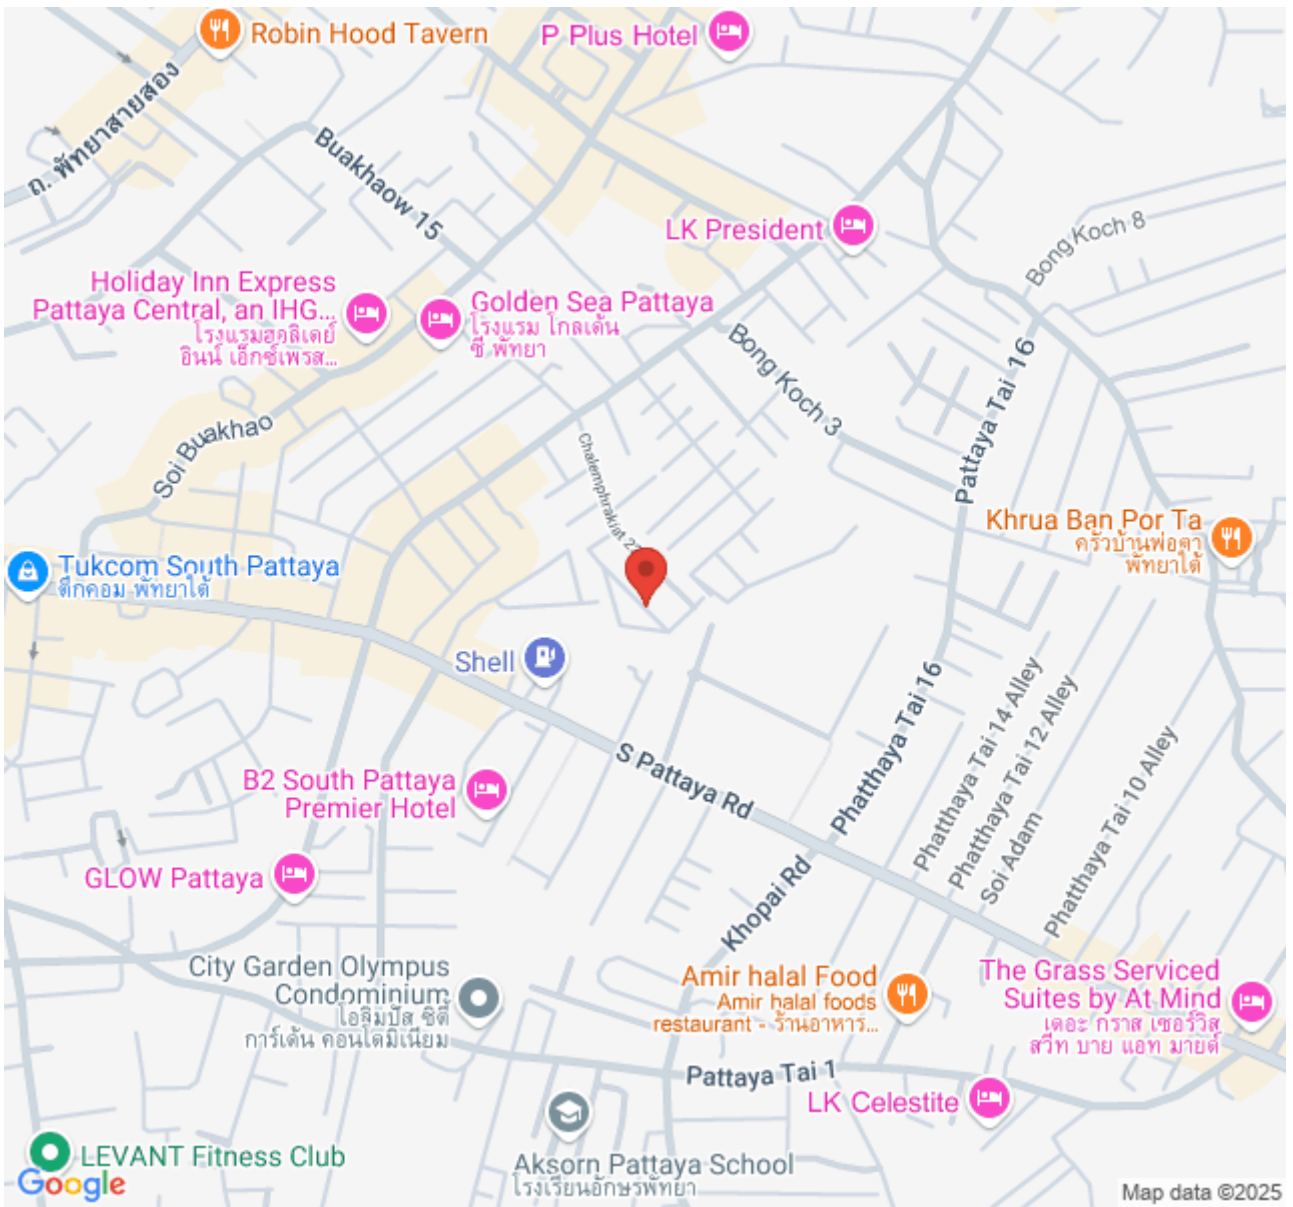 Robin Hood Tavern
P Plus Hotel
ถ. พัทยาสายสอง
Buakhaow 15
LK President
Bong Koch 8
Holiday Inn Express
Pattaya Central, an IHG...
โรงแรมฮอลิเดย์
อินน์ เอ็กซ์เพรส...
Golden Sea Pattaya
โรงแรม โกลเด้น
ซี พัทยา
Bong Koch 3
Pattaya Tai 16
Soi Buakhao
Chalemphrakiat 2
Khrua Ban Por Ta
ครัวบ้านพ่อตา
พัทยาใต้
Tukcom South Pattaya
ตึกคอม พัทยาใต้
Shell
Phatthaya Tai 16
Phatthaya Tai 14 Alley
Phatthaya Tai 12 Alley
Soi Adam
Phatthaya Tai 10 Alley
S Pattaya Rd
B2 South Pattaya
Premier Hotel
GLOW Pattaya
Khopai Rd
City Garden Olympus
Condominium
โอลิมปัส ซิตี้
การ์เด้น คอนโดมิเนียม
Amir halal Food
Amir halal foods
restaurant - ร้านอาหาร...
The Grass Serviced
Suites by At Mind
เดอะ กราส เซอร์วิส
สวีท บาย แอท มายด์
Pattaya Tai 1
LK Celestite
LEVANT Fitness Club
Aksorn Pattaya School
โรงเรียนอักษรพัทยา
Google
Map data ©2025